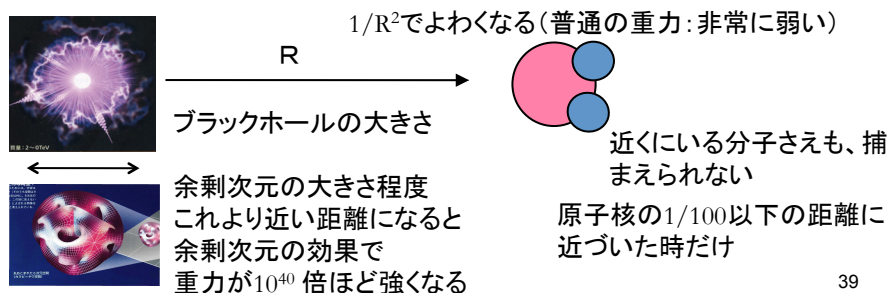 1/R²でよわくなる（普通の重力：非常に弱い）
R
ブラックホールの大きさ
質量：2～0TeV
近くにいる分子さえも、捕
まえられない
余剰次元の大きさ程度
これより近い距離になると
余剰次元の効果で
重力が10⁴⁰ 倍ほど強くなる
原子核の1/100以下の距離に
近づいた時だけ
39